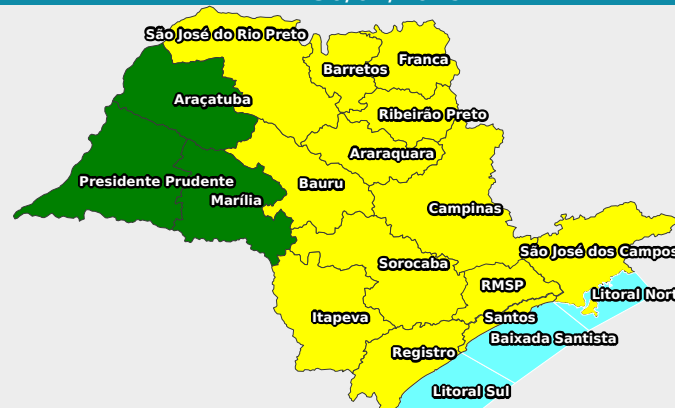 São José do Rio Preto
Barretos
Franca
Araçatuba
Ribeirão Preto
Araraquara
Presidente Prudente
Bauru
Marília
Campinas
São José dos Campos
Sorocaba
RMSP
Litoral Nort
Itapeva
Santos
Baixada Santista
Registro
Litoral Sul